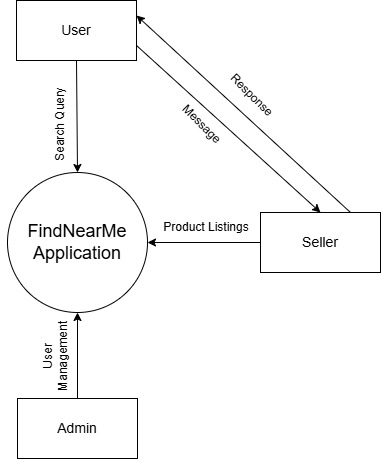 User
Response
Message
Search Query
FindNearMe
Application
Product Listings
Seller
User
Management
Admin